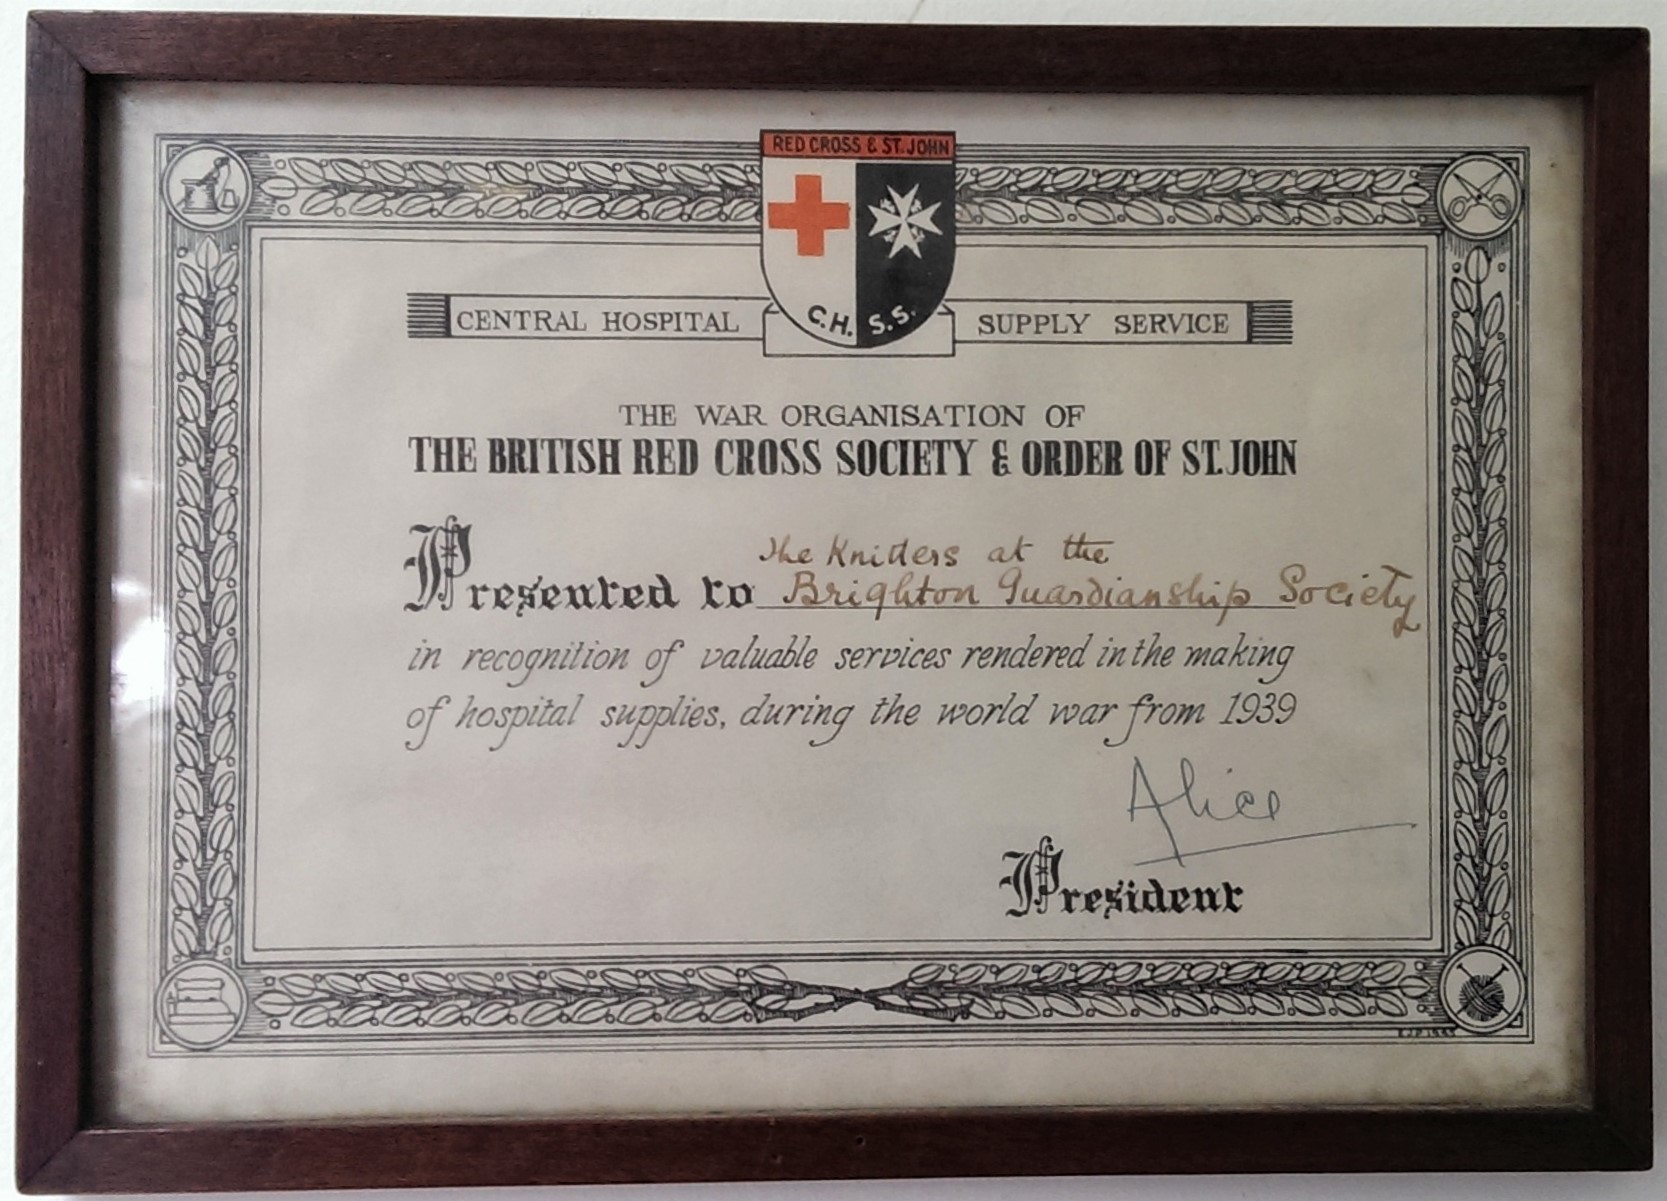 RED CROSS & ST. JOHN
C.H. S.S.
CENTRAL HOSPITAL SUPPLY SERVICE
THE WAR ORGANISATION OF
THE BRITISH RED CROSS SOCIETY & ORDER OF ST. JOHN
The Knitters at the
Presented to Brighton Guardianship Society
in recognition of valuable services rendered in the making
of hospital supplies, during the world war from 1939
Alice
President